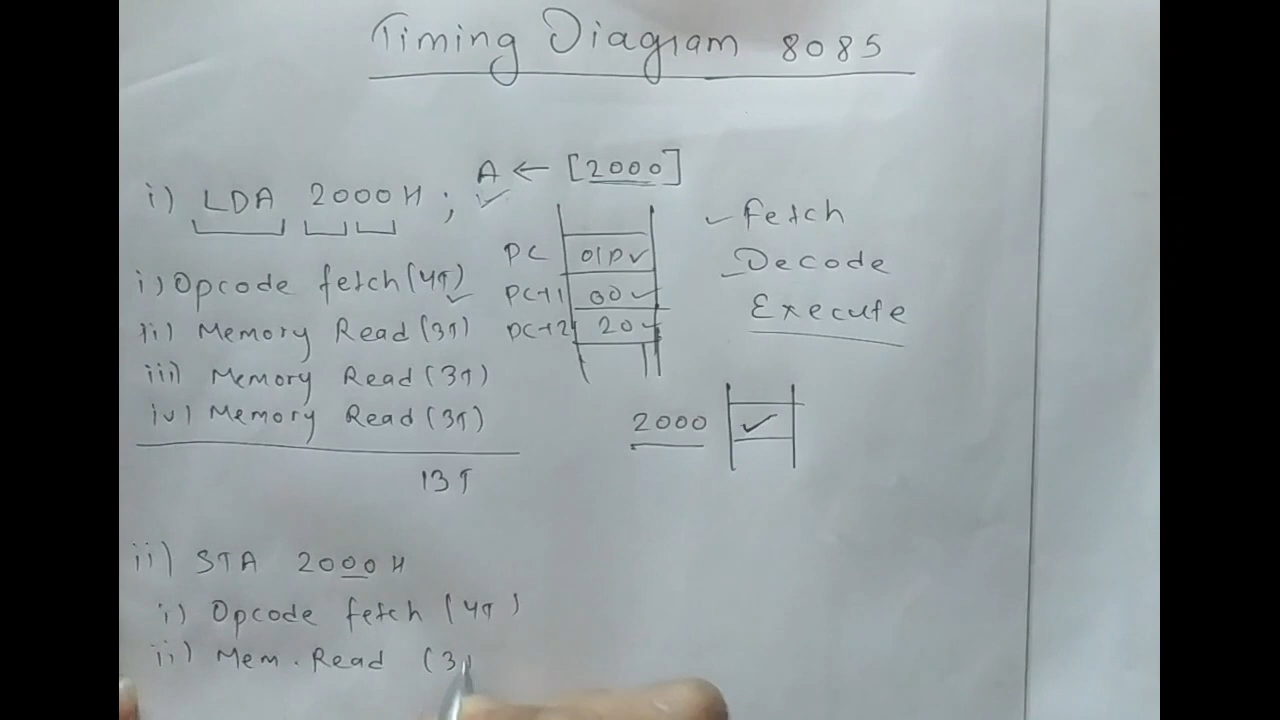 Timing Diagram 8085
A ← [2000]
i) LDA 2000H ;
i) Opcode fetch (4T)
ii) Memory Read (3T)
iii) Memory Read (3T)
iv) Memory Read (3T)
13T
PC O/P
PC+1 00
PC+2 20
Fetch
Decode
Execute
2000
ii) STA 2000H
i) Opcode fetch (4T)
ii) Mem. Read (3